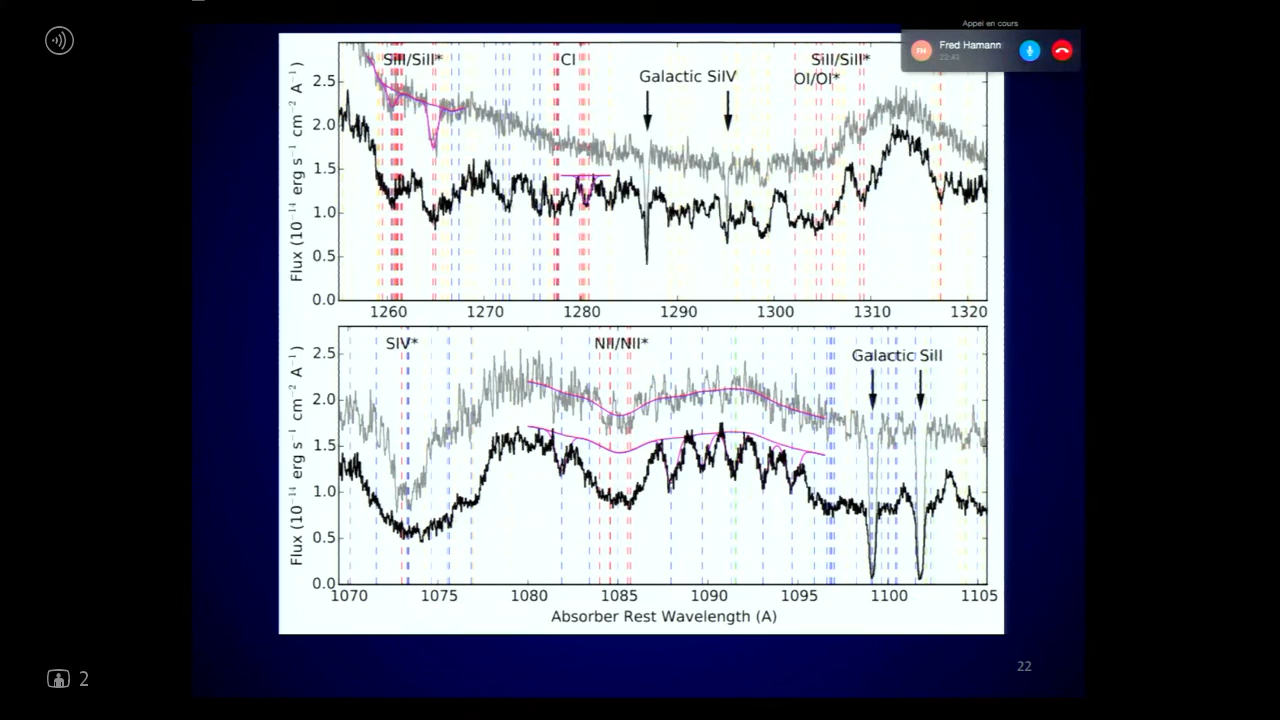 Appel en cours
FM Fred Hamann
22:43
SiII/SiII*
CI
Galactic SiIV
SiII/SiII*
OI/OI*
Flux (10⁻¹⁴ erg s⁻¹ cm⁻² A⁻¹)
2.5
2.0
1.5
1.0
0.5
0.0
1260 1270 1280 1290 1300 1310 1320
SIV*
NII/NII*
Galactic SiII
Flux (10⁻¹⁴ erg s⁻¹ cm⁻² A⁻¹)
2.5
2.0
1.5
1.0
0.5
0.0
1070 1075 1080 1085 1090 1095 1100 1105
Absorber Rest Wavelength (A)
22
2